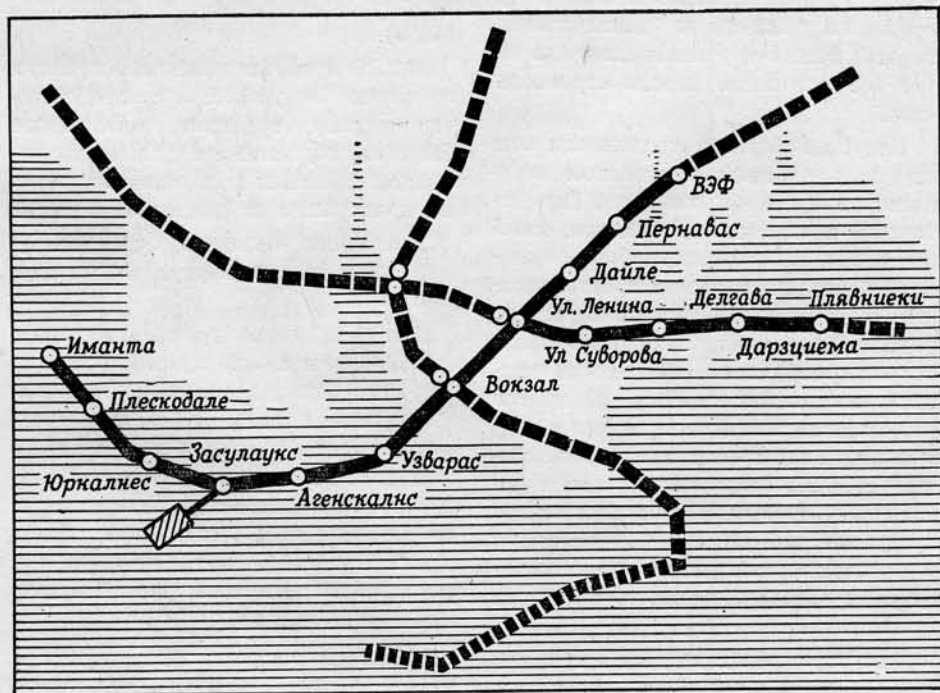 ВЭФ
Пернавас
Дайле
Ул. Ленина
Делгава
Плявниеки
Ул Суворова
Дарзциема
Иманта
Вокзал
Плескодале
Засулаукс
Узварас
Юркалнес
Агенскалнс